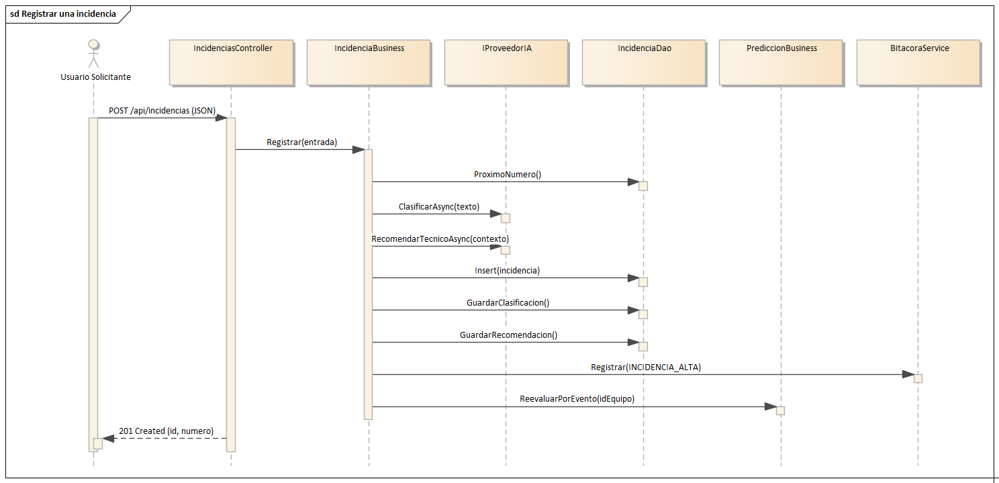 sd Registrar una incidencia
Usuario Solicitante
IncidenciasController
IncidenciaBusiness
IProveedorIA
IncidenciaDao
PrediccionBusiness
BitacoraService
POST /api/incidencias (JSON)
Registrar(entrada)
ProximoNumero()
ClasificarAsync(texto)
RecomendarTecnicoAsync(contexto)
Insert(incidencia)
GuardarClasificacion()
GuardarRecomendacion()
Registrar(INCIDENCIA_ALTA)
ReevaluarPorEvento(idEquipo)
201 Created (id, numero)